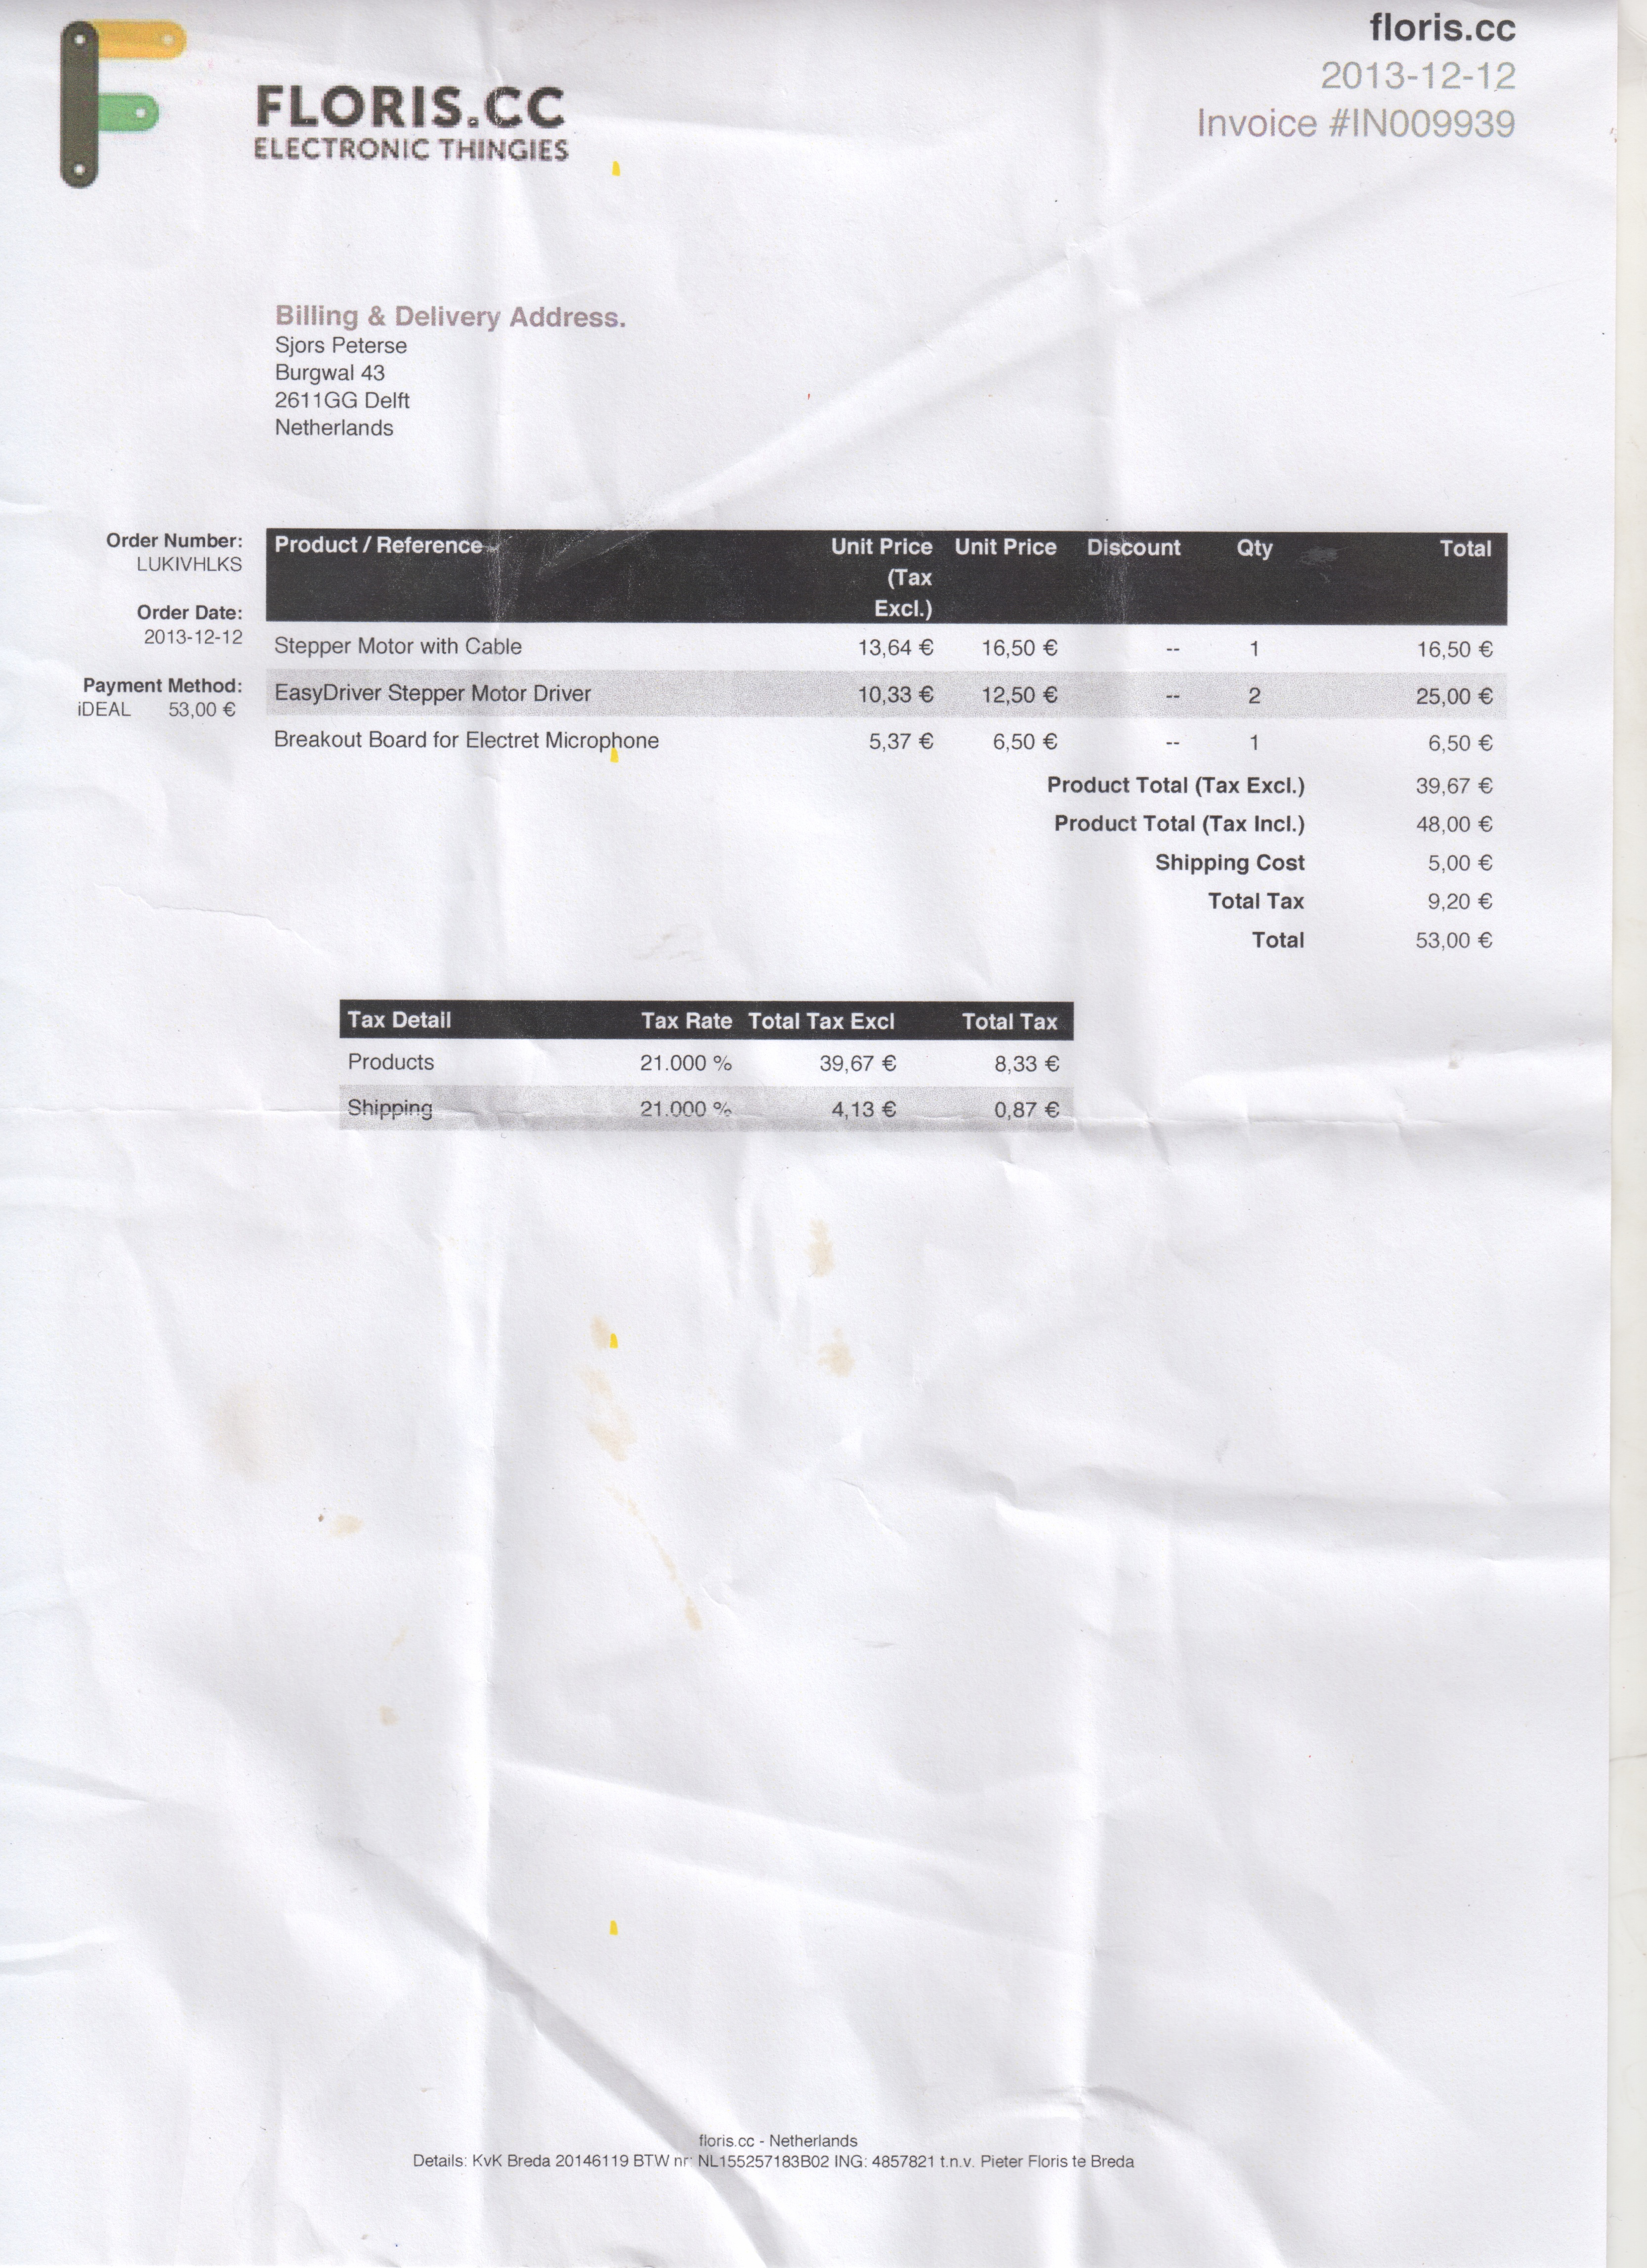 floris.cc
2013-12-12
Invoice #IN009939
FLORIS.CC
ELECTRONIC THINGIES
Billing & Delivery Address.
Sjors Peterse
Burgwal 43
2611GG Delft
Netherlands
Order Number:
LUKIVHLKS
Order Date:
2013-12-12
Payment Method:
iDEAL 53,00 €
Product / Reference Unit Price (Tax Excl.) Unit Price Discount Qty Total
Stepper Motor with Cable 13,64 € 16,50 € -- 1 16,50 €
EasyDriver Stepper Motor Driver 10,33 € 12,50 € -- 2 25,00 €
Breakout Board for Electret Microphone 5,37 € 6,50 € -- 1 6,50 €
Product Total (Tax Excl.) 39,67 €
Product Total (Tax Incl.) 48,00 €
Shipping Cost 5,00 €
Total Tax 9,20 €
Total 53,00 €
Tax Detail Tax Rate Total Tax Excl Total Tax
Products 21.000 % 39,67 € 8,33 €
Shipping 21.000 % 4,13 € 0,87 €
floris.cc - Netherlands
Details: KvK Breda 20146119 BTW nr: NL155257183B02 ING: 4857821 t.n.v. Pieter Floris te Breda